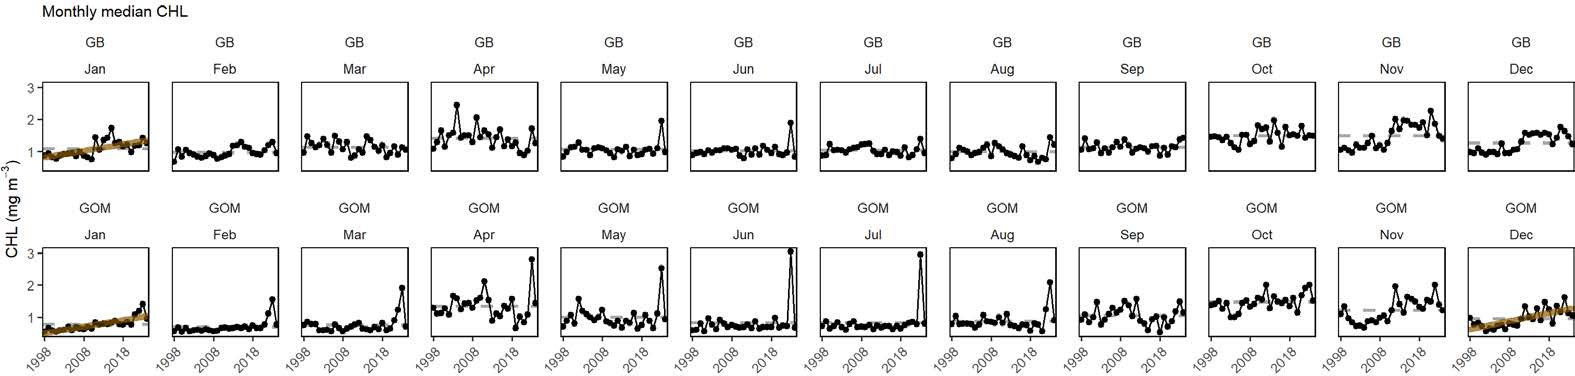 Monthly median CHL
GB GB GB GB GB GB GB GB GB GB GB GB
Jan Feb Mar Apr May Jun Jul Aug Sep Oct Nov Dec
3
2
1
CHL (mg m⁻³)
GOM GOM GOM GOM GOM GOM GOM GOM GOM GOM GOM GOM
Jan Feb Mar Apr May Jun Jul Aug Sep Oct Nov Dec
3
2
1
1998 2008 2018 1998 2008 2018 1998 2008 2018 1998 2008 2018 1998 2008 2018 1998 2008 2018 1998 2008 2018 1998 2008 2018 1998 2008 2018 1998 2008 2018 1998 2008 2018 1998 2008 2018